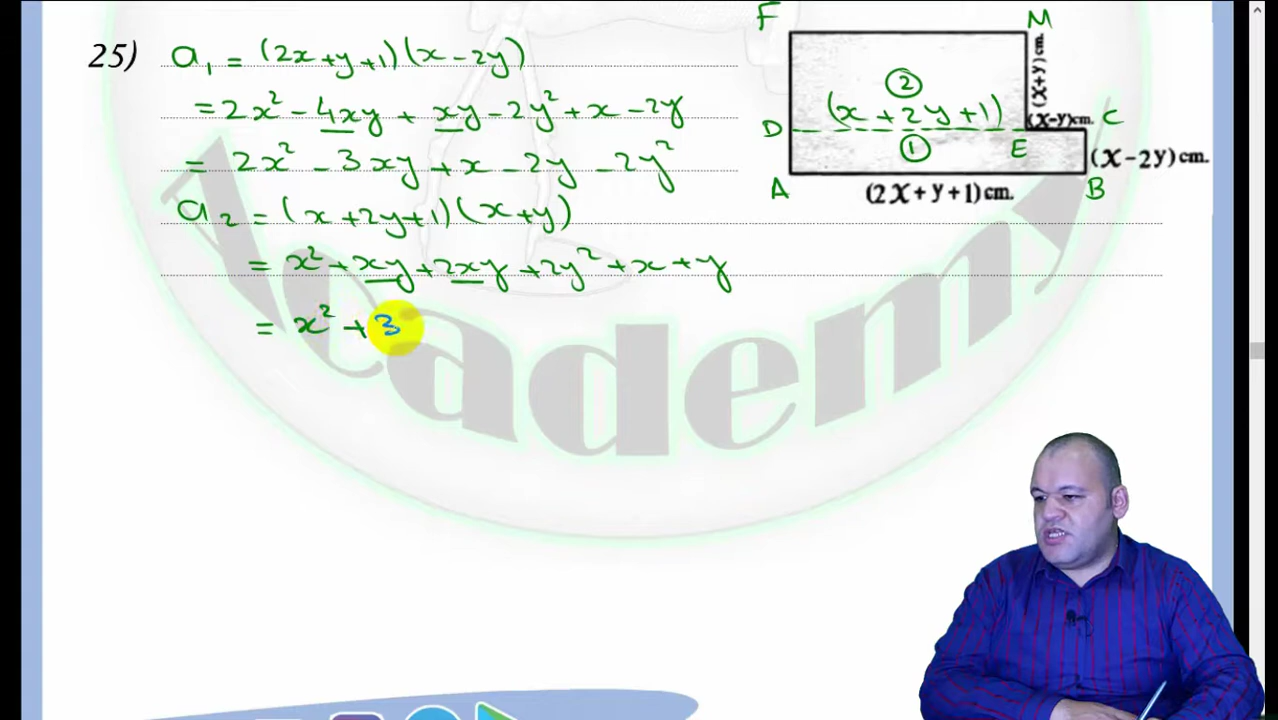 25) a₁ = (2x+y+1)(x-2y)
= 2x² - 4xy + xy - 2y² + x - 2y
= 2x² - 3xy + x - 2y - 2y²
a₂ = (x+2y+1)(x+y)
= x² + xy + 2xy + 2y² + x + y
= x² + 3
F
M
(X+y) cm.
②
(x+2y+1)
(X-y) cm.
C
D
①
E
(X-2y) cm.
A
(2X+y+1) cm.
B
Academy